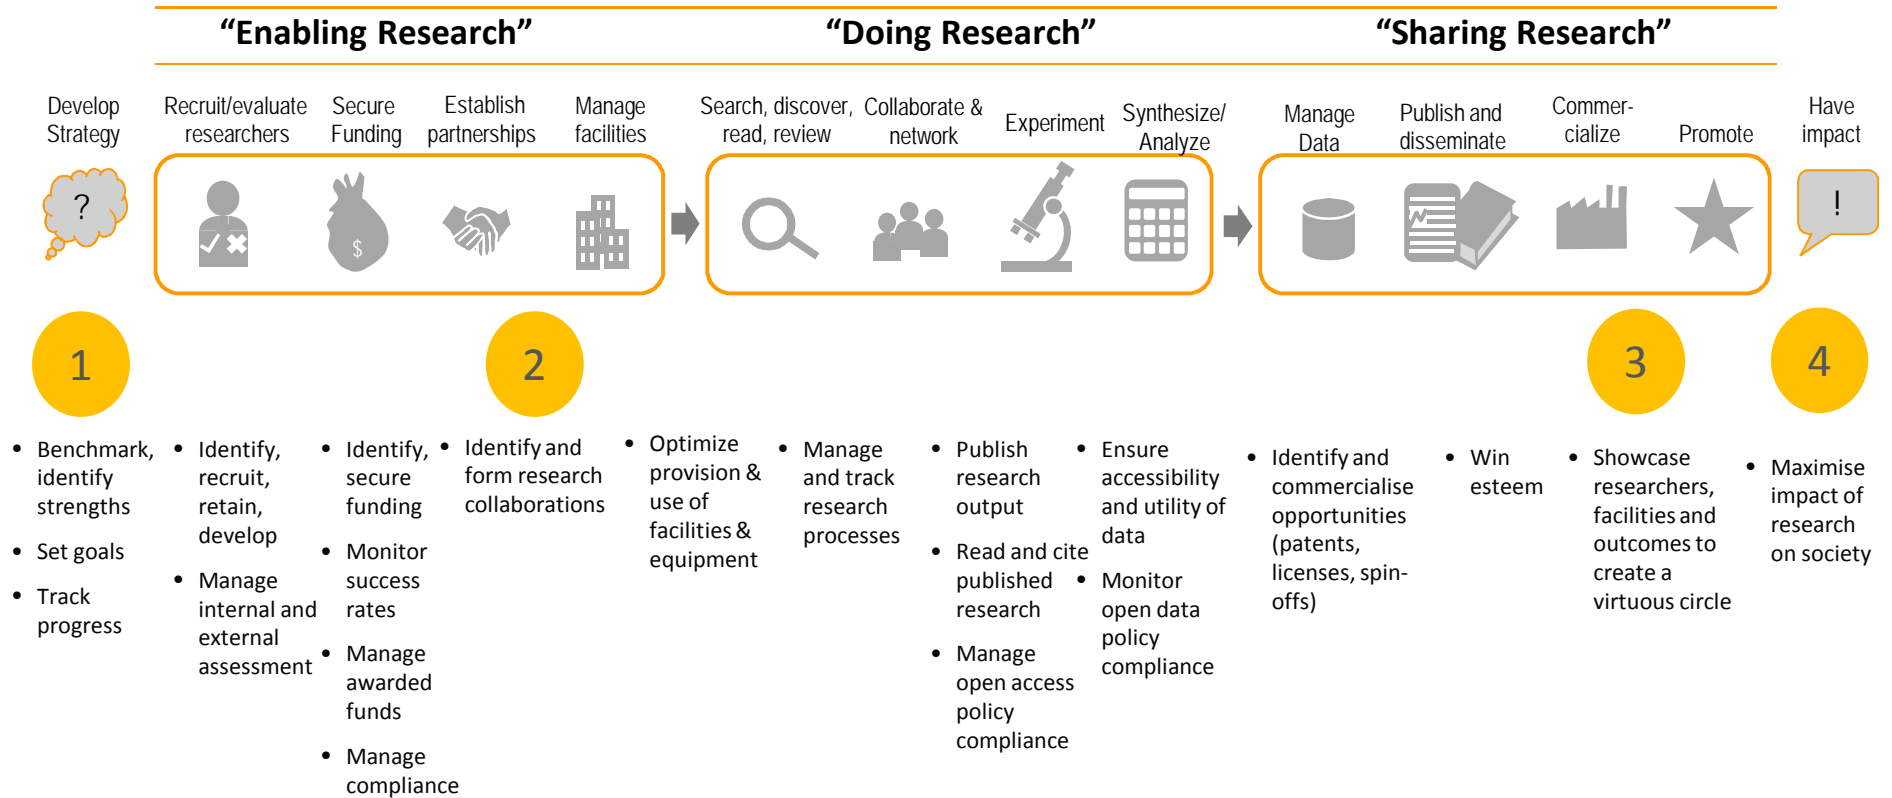 “Enabling Research”
“Doing Research”
“Sharing Research”
Develop
Strategy
Recruit/evaluate
researchers
Secure
Funding
Establish
partnerships
Manage
facilities
Search, discover,
read, review
Collaborate &
network
Experiment
Synthesize/
Analyze
Manage
Data
Publish and
disseminate
Commer-
cialize
Promote
Have
impact
?
$
!
1
2
3
4
• Benchmark,
identify
strengths
• Set goals
• Track
progress
• Identify,
recruit,
retain,
develop
• Manage
internal and
external
assessment
• Identify,
secure
funding
• Monitor
success
rates
• Manage
awarded
funds
• Manage
compliance
• Identify and
form research
collaborations
• Optimize
provision &
use of
facilities &
equipment
• Manage
and track
research
processes
• Publish
research
output
• Read and cite
published
research
• Manage
open access
policy
compliance
• Ensure
accessibility
and utility of
data
• Monitor
open data
policy
compliance
• Identify and
commercialise
opportunities
(patents,
licenses, spin-
offs)
• Win
esteem
• Showcase
researchers,
facilities and
outcomes to
create a
virtuous circle
• Maximise
impact of
research
on society